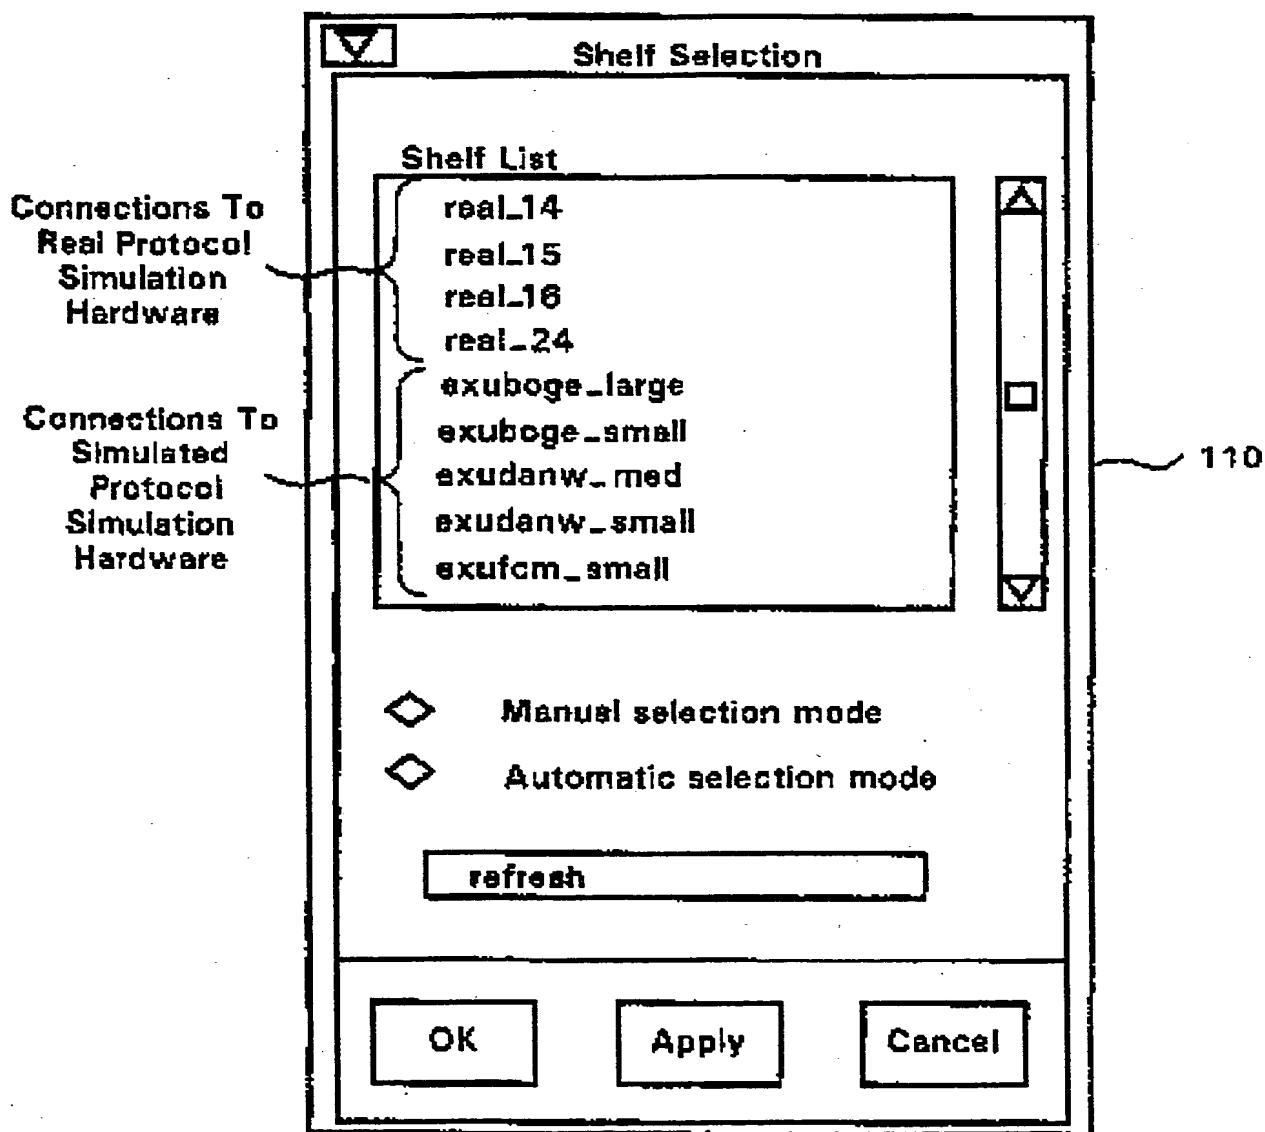 Shelf Selection
Shelf List
Connections To
Real Protocol
Simulation
Hardware
real_14
real_15
real_16
real_24
Connections To
Simulated
Protocol
Simulation
Hardware
exuboge_large
exuboge_small
exudanw_med
exudanw_small
exufcm_small
110
Manual selection mode
Automatic selection mode
refresh
OK
Apply
Cancel